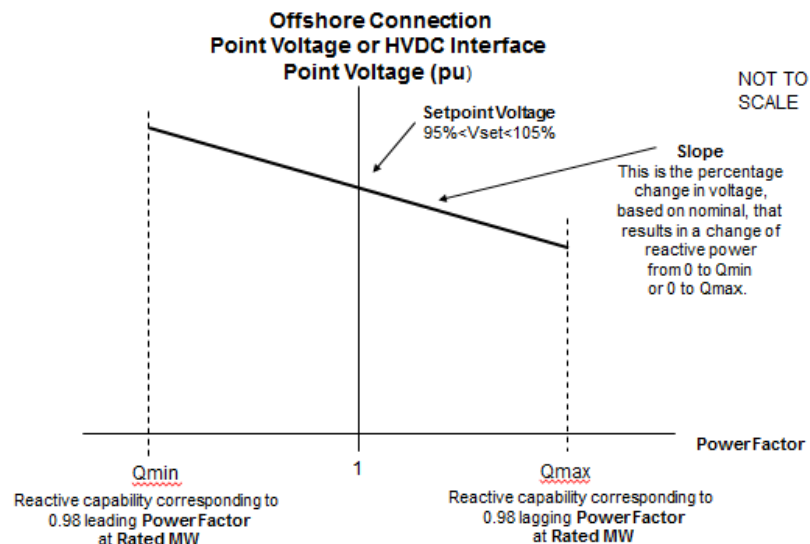 Offshore Connection
Point Voltage or HVDC Interface
Point Voltage (pu)
NOT TO
SCALE
Setpoint Voltage
95%<Vset<105%
Slope
This is the percentage
change in voltage,
based on nominal, that
results in a change of
reactive power
from 0 to Qmin
or 0 to Qmax.
Power Factor
Qmin
1
Qmax
Reactive capability corresponding to
0.98 leading Power Factor
at Rated MW
Reactive capability corresponding to
0.98 lagging Power Factor
at Rated MW